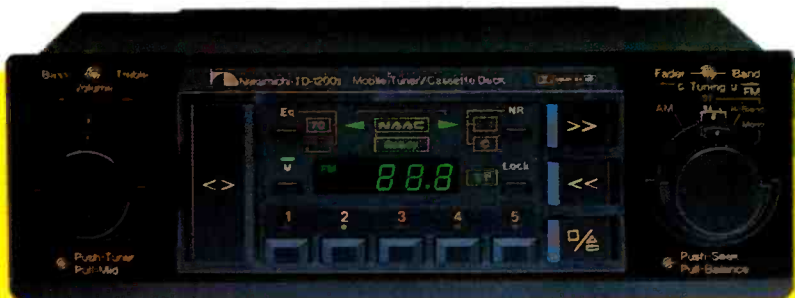 Bass Treble
Volume
Push-Tuner
Pull-Mid
Nakamichi TD-1200s Mobile Tuner/Cassette Deck
Eq
70
NAAC
NR
C
FM 88.8
Lock
1 2 3 4 5
<>
>>
<<
Fader Band
Tuning FM
AM
Mono
Push-Seek
Pull-Balance